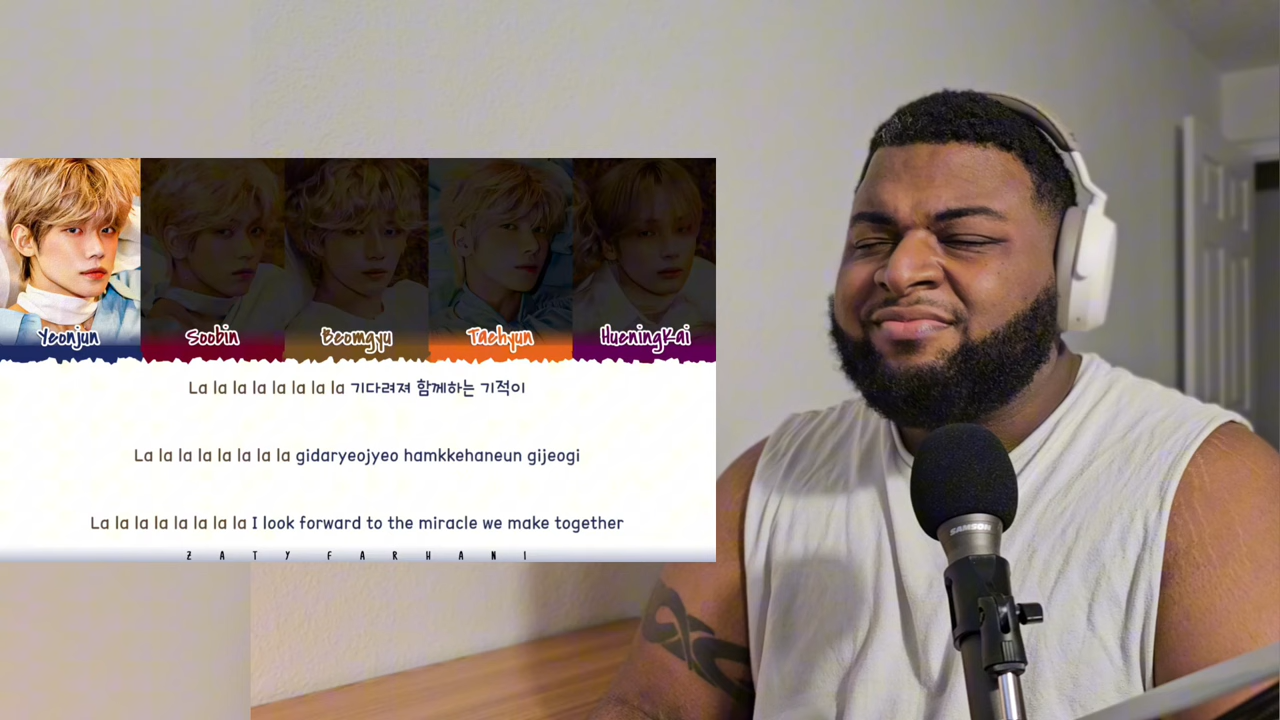 Yeonjun Soobin Beomgyu Taehyun HueningKai
La la la la la la la la 기다려져 함께하는 기적이
La la la la la la la la gidaryeojyeo hamkkehaneun gijeogi
La la la la la la la la I look forward to the miracle we make together
Z A T Y F A R H A N I
SAMSON